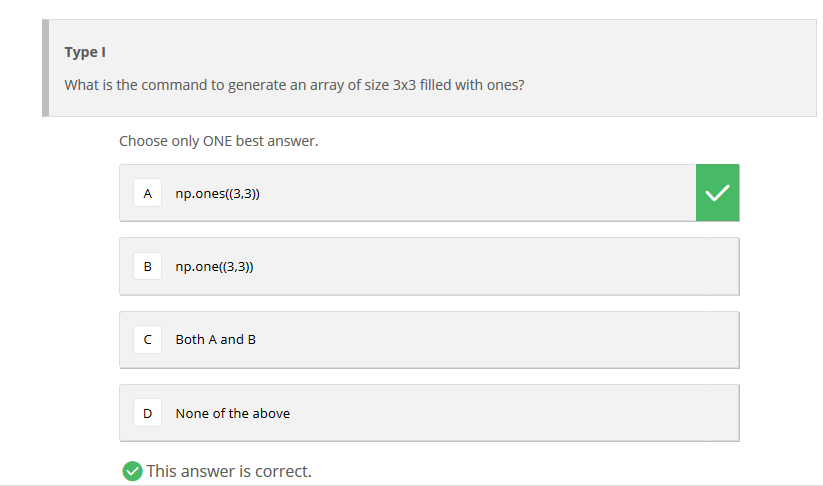 Type I
What is the command to generate an array of size 3x3 filled with ones?
Choose only ONE best answer.
A np.ones((3,3))
B np.one((3,3))
C Both A and B
D None of the above
This answer is correct.